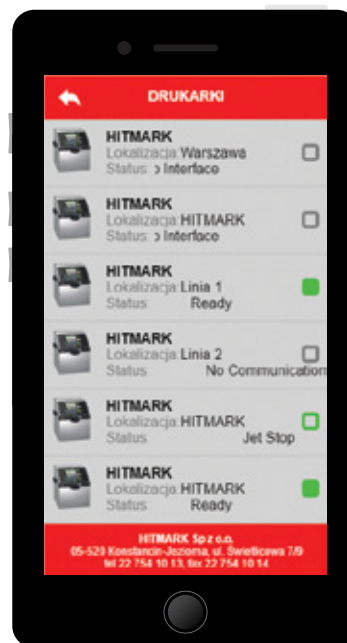 DRUKARKI
HITMARK
Lokalizacja: Warszawa
Status: o Interface
HITMARK
Lokalizacja: HITMARK
Status: o Interface
HITMARK
Lokalizacja: Linia 1
Status: Ready
HITMARK
Lokalizacja: Linia 2
Status: No Communication
HITMARK
Lokalizacja: HITMARK
Status: Jet Stop
HITMARK
Lokalizacja: HITMARK
Status: Ready
HITMARK Sp z o.o.
05-520 Konstancin-Jeziorna, ul. Świetlicowa 7/9
tel 22 754 10 13, fax 22 754 10 14